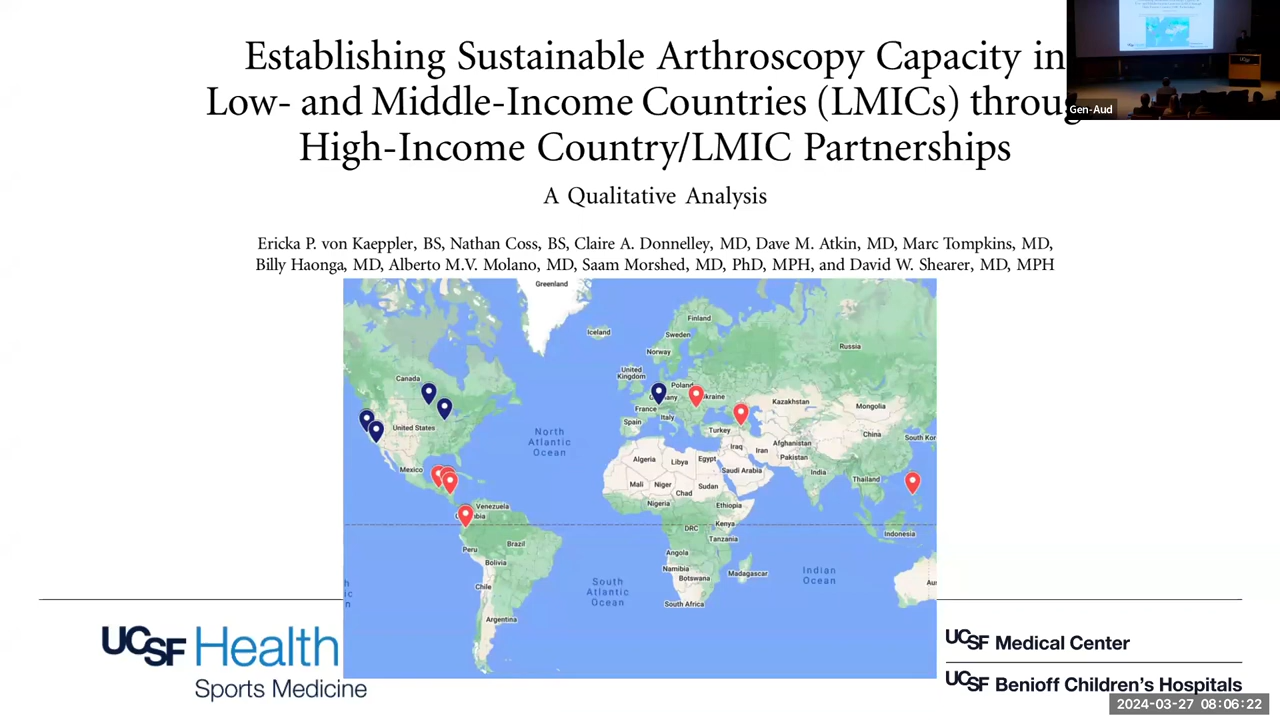 Establishing Sustainable Arthroscopy Capacity in
Low- and Middle-Income Countries (LMICs)
High-Income Country/LMIC Partnerships
A Qualitative Analysis
Ericka P. von Kaeppler, BS, Nathan Coss, BS, Claire A. Donnelley, MD, Dave M. Atkin, MD, Marc Tompkins, MD,
Billy Haonga, MD, Alberto M.V. Molano, MD, Saam Morshed, MD, PhD, MPH, and David W. Shearer, MD, MPH
Gen-Aud
Greenland
Iceland
Finland
Sweden
Norway
Russia
United
Kingdom
Canada
Poland
France
Kazakhstan
Mongolia
Italy
Spain
United States
Turkey
China
Iraq
Iran
Afghanistan
Pakistan
North
Atlantic
Ocean
Algeria
Libya
Egypt
Saudi Arabia
India
Mexico
Mali
Niger
Sudan
Chad
Thailand
Venezuela
Nigeria
Ethiopia
DRC
Kenya
Indonesia
Tanzania
Brazil
Peru
Angola
Bolivia
Namibia
Botswana
Madagascar
Indian
Ocean
Chile
South
Atlantic
Ocean
South Africa
Argentina
UCSF Health
Sports Medicine
UCSF Medical Center
UCSF Benioff Children's Hospitals
2024-03-27 08:06:22